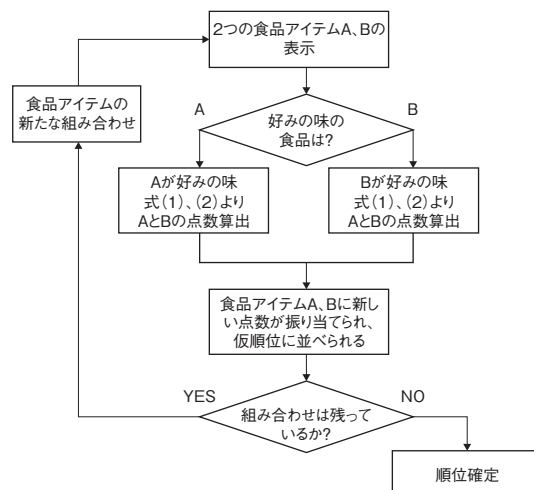 2つの食品アイテムA、Bの
表示
食品アイテムの
新たな組み合わせ
A
B
好みの味の
食品は?
Aが好みの味
式(1)、(2)より
AとBの点数算出
Bが好みの味
式(1)、(2)より
AとBの点数算出
食品アイテムA、Bに新し
い点数が振り当てられ、
仮順位に並べられる
YES
NO
組み合わせは残って
いるか?
順位確定